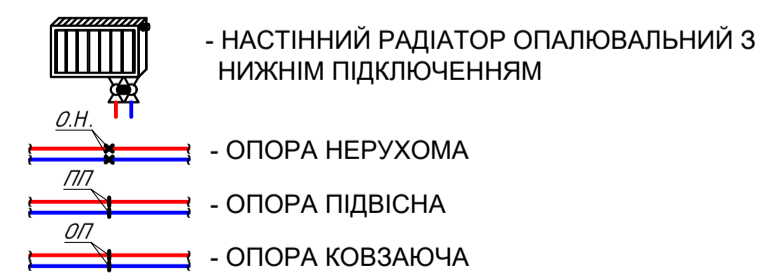 - НАСТІННИЙ РАДІАТОР ОПАЛЮВАЛЬНИЙ З
НИЖНІМ ПІДКЛЮЧЕННЯМ
О.Н.
- ОПОРА НЕРУХОМА
ПП
- ОПОРА ПІДВІСНА
ОП
- ОПОРА КОВЗАЮЧА